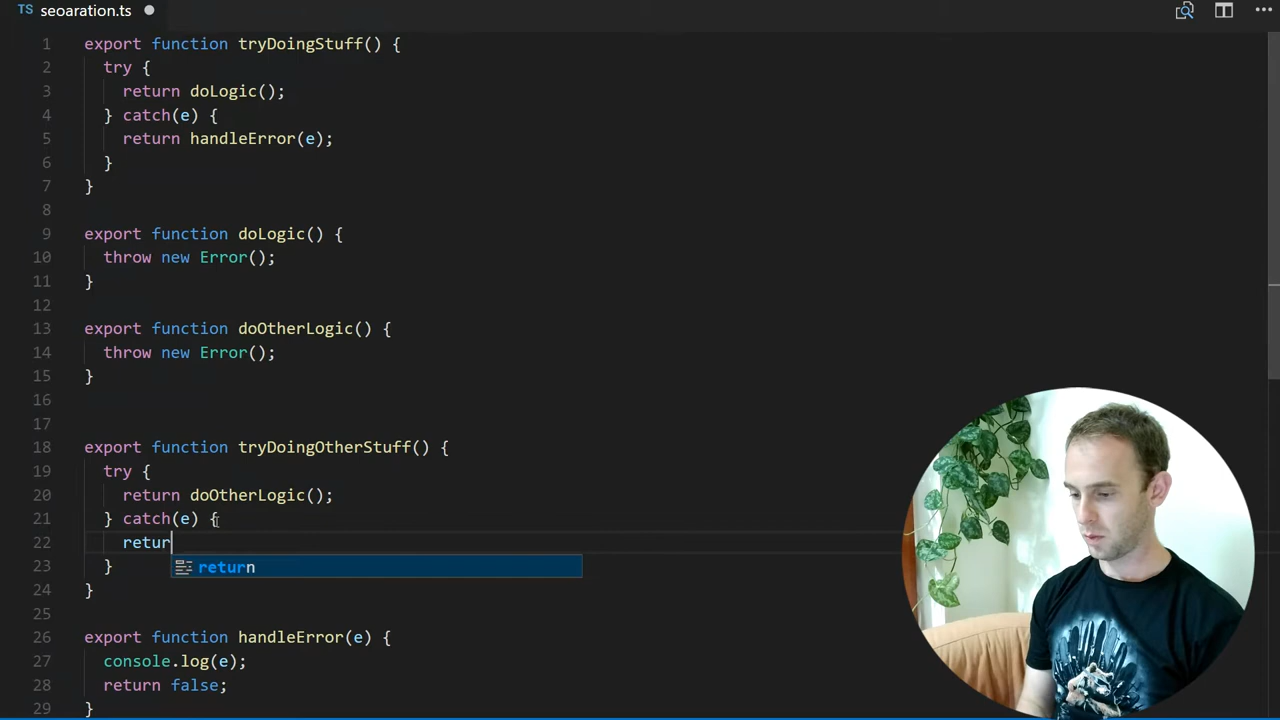 TS seoaration.ts
1 export function tryDoingStuff() {
2 try {
3 return doLogic();
4 } catch(e) {
5 return handleError(e);
6 }
7 }
8
9 export function doLogic() {
10 throw new Error();
11 }
12
13 export function doOtherLogic() {
14 throw new Error();
15 }
16
17
18 export function tryDoingOtherStuff() {
19 try {
20 return doOtherLogic();
21 } catch(e) {
22 retur
return
23 }
24 }
25
26 export function handleError(e) {
27 console.log(e);
28 return false;
29 }